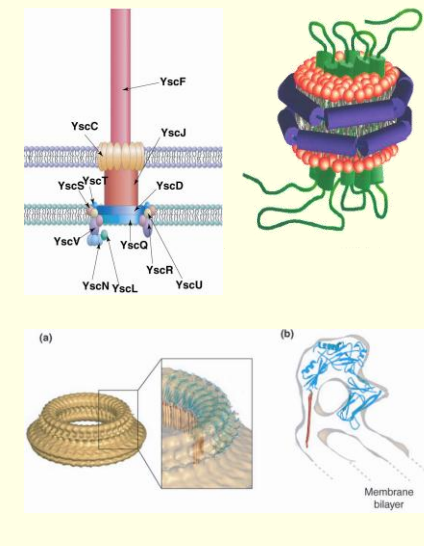 YscF
YscC
YscJ
YscT
YscS
YscD
YscV
YscQ
YscR
YscN
YscL
YscU
(a)
(b)
Membrane
bilayer